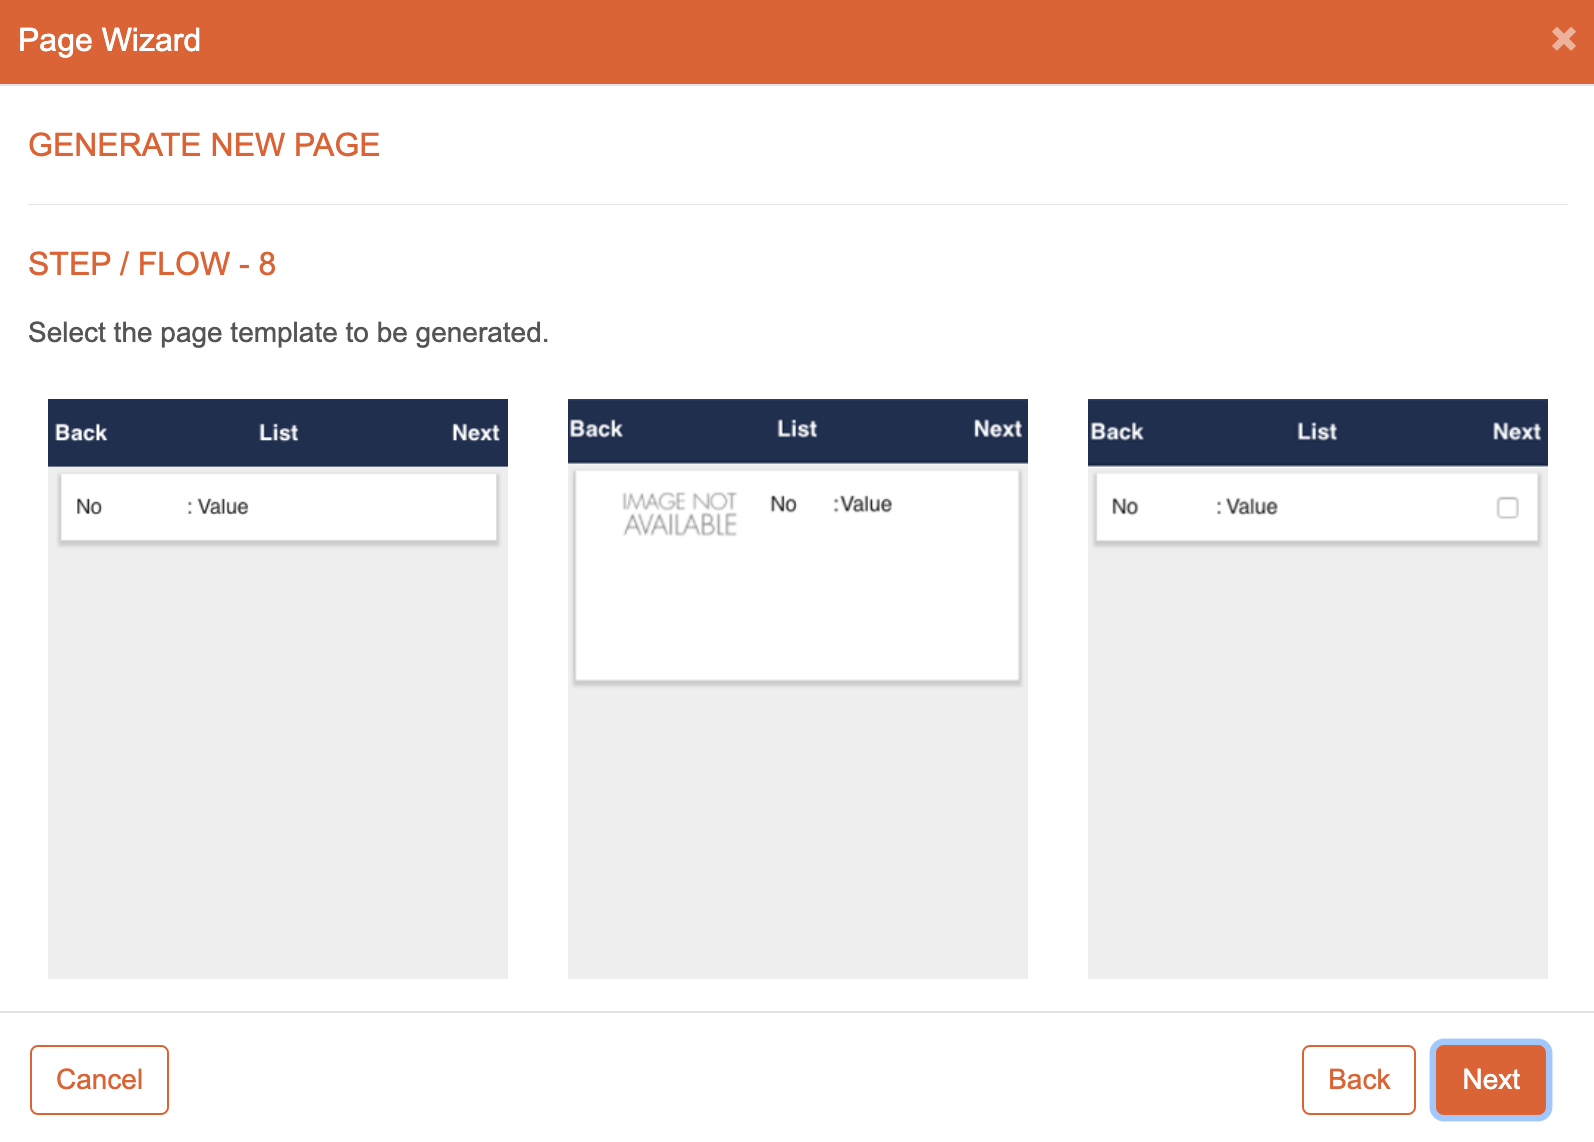 Page Wizard
GENERATE NEW PAGE
STEP / FLOW - 8
Select the page template to be generated.
Back List Next
No : Value
Back List Next
IMAGE NOT AVAILABLE
No :Value
Back List Next
No : Value
Cancel
Back
Next